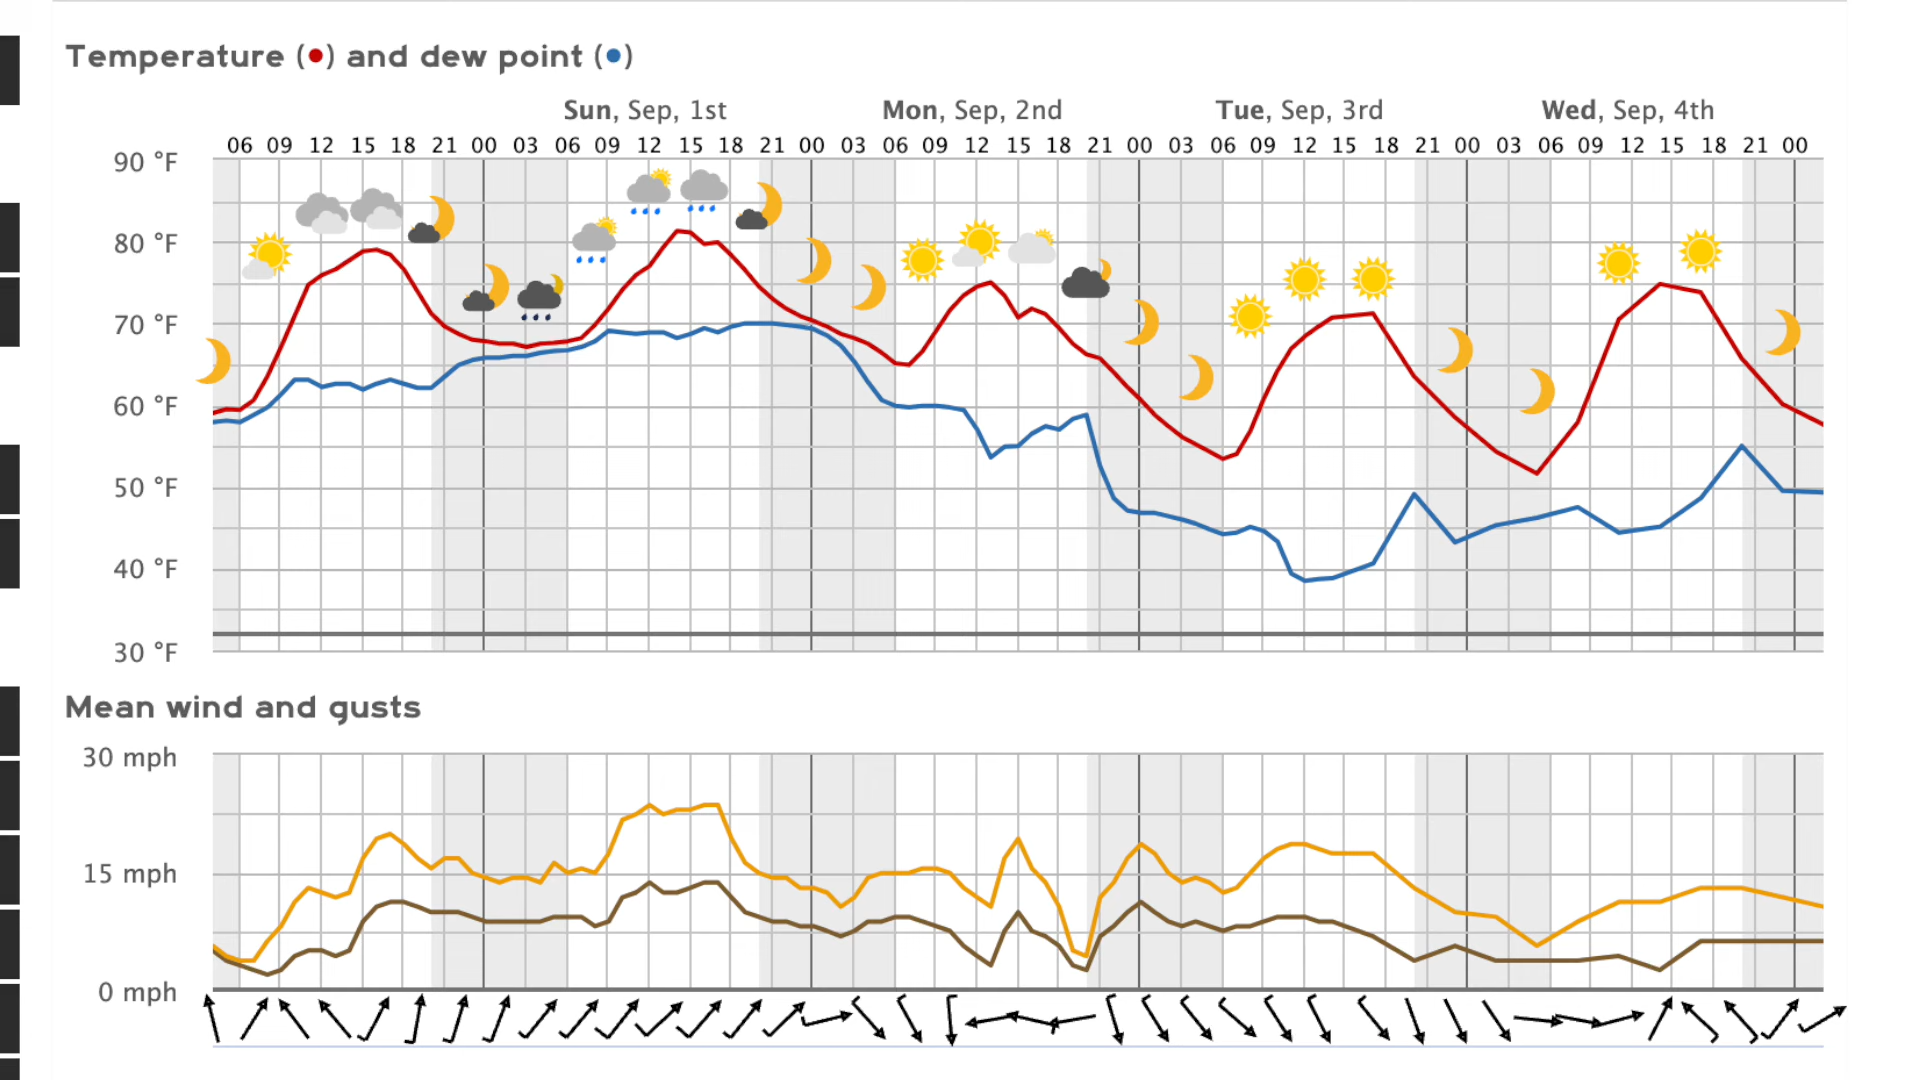 Temperature (●) and dew point (●)
Sun, Sep, 1st Mon, Sep, 2nd Tue, Sep, 3rd Wed, Sep, 4th
06 09 12 15 18 21 00 03 06 09 12 15 18 21 00 03 06 09 12 15 18 21 00 03 06 09 12 15 18 21 00 03 06 09 12 15 18 21 00
90 °F
80 °F
70 °F
60 °F
50 °F
40 °F
30 °F
Mean wind and gusts
30 mph
15 mph
0 mph